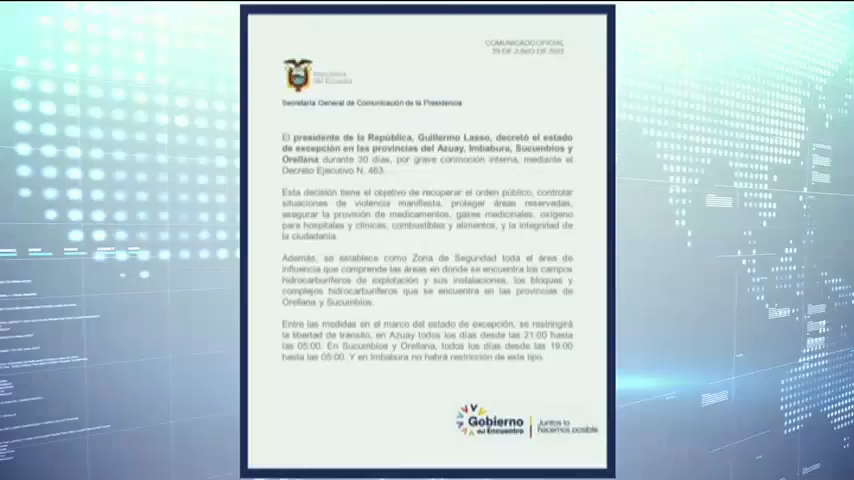 COMUNICADO OFICIAL
29 DE JUNIO DE 2022
República
del Ecuador
Secretaría General de Comunicación de la Presidencia
El presidente de la República, Guillermo Lasso, decretó el estado
de excepción en las provincias del Azuay, Imbabura, Sucumbíos y
Orellana durante 30 días, por grave conmoción interna, mediante el
Decreto Ejecutivo N. 463.
Esta decisión tiene el objetivo de recuperar el orden público, controlar
situaciones de violencia manifiesta, proteger áreas reservadas,
asegurar la provisión de medicamentos, gases medicinales, oxígeno
para hospitales y clínicas, combustibles y alimentos, y la integridad de
la ciudadanía.
Además, se establece como Zona de Seguridad toda el área de
influencia que comprende las áreas en donde se encuentra los campos
hidrocarburíferos de explotación y sus instalaciones, los bloques y
complejos hidrocarburíferos que se encuentra en las provincias de
Orellana y Sucumbíos.
Entre las medidas en el marco del estado de excepción, se restringirá
la libertad de tránsito, en Azuay todos los días desde las 21:00 hasta
las 05:00. En Sucumbíos y Orellana, todos los días desde las 19:00
hasta las 05:00. Y en Imbabura no habrá restricción de este tipo.
Gobierno
del Encuentro
Juntos lo
hacemos posible